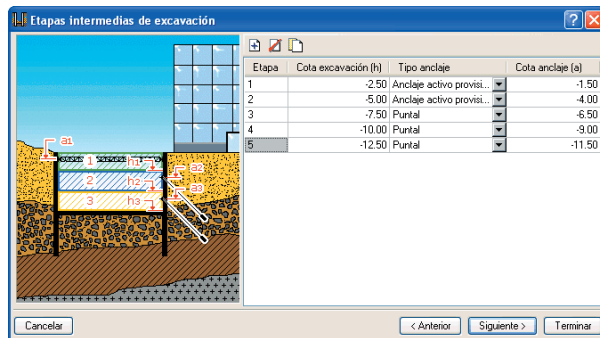 Etapas intermedias de excavación
Etapa Cota excavación (h) Tipo anclaje Cota anclaje (a)
1 -2.50 Anclaje activo provisi... -1.50
2 -5.00 Anclaje activo provisi... -4.00
3 -7.50 Puntal -6.50
4 -10.00 Puntal -9.00
5 -12.50 Puntal -11.50
a1
1 h1 a2
2 h2 a3
3 h3
Cancelar < Anterior Siguiente > Terminar